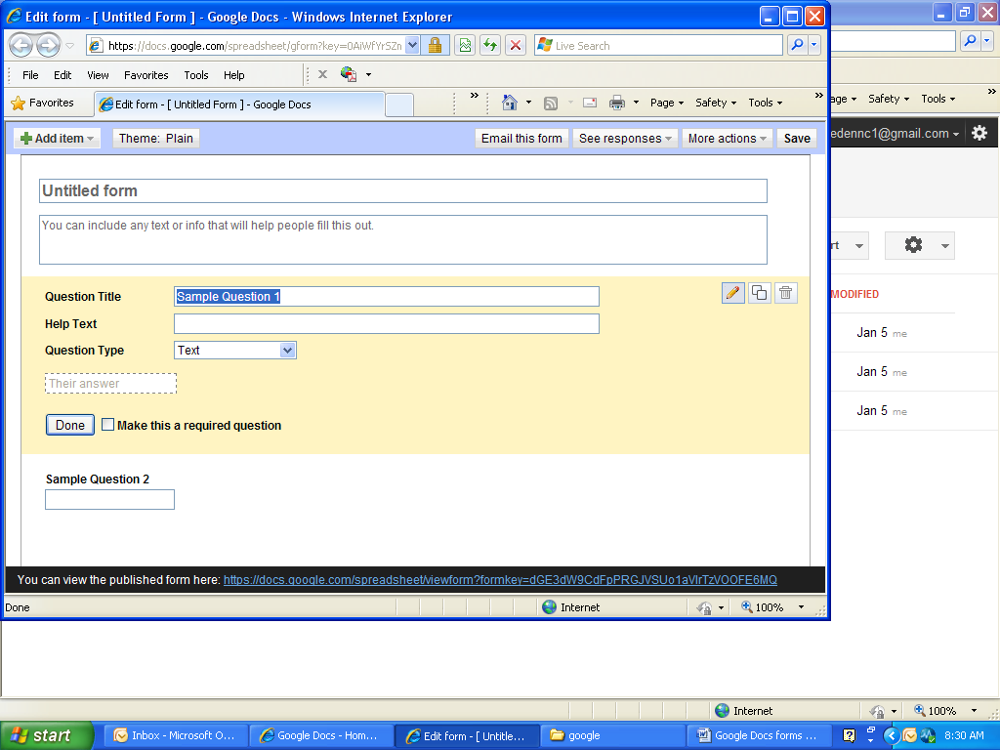 Edit form - [ Untitled Form ] - Google Docs - Windows Internet Explorer
https://docs.google.com/spreadsheet/gform?key=0AiWfYrSZn
Live Search
File Edit View Favorites Tools Help
Favorites
Edit form - [ Untitled Form ] - Google Docs
Page Safety Tools
age Safety Tools
Add item
Theme: Plain
Email this form
See responses
More actions
Save
edennc1@gmail.com
Untitled form
You can include any text or info that will help people fill this out.
rt
Question Title
Sample Question 1
MODIFIED
Help Text
Question Type
Text
Jan 5 me
Jan 5 me
Jan 5 me
Their answer
Done
Make this a required question
Sample Question 2
You can view the published form here: https://docs.google.com/spreadsheet/viewform?formkey=dGE3dW9CdFpPRGJVSUo1aVlrTzVOOFE6MQ
Done
Internet
100%
Internet
100%
start
Inbox - Microsoft O...
Google Docs - Hom...
Edit form - [ Untitle...
google
Google Docs forms ...
8:30 AM